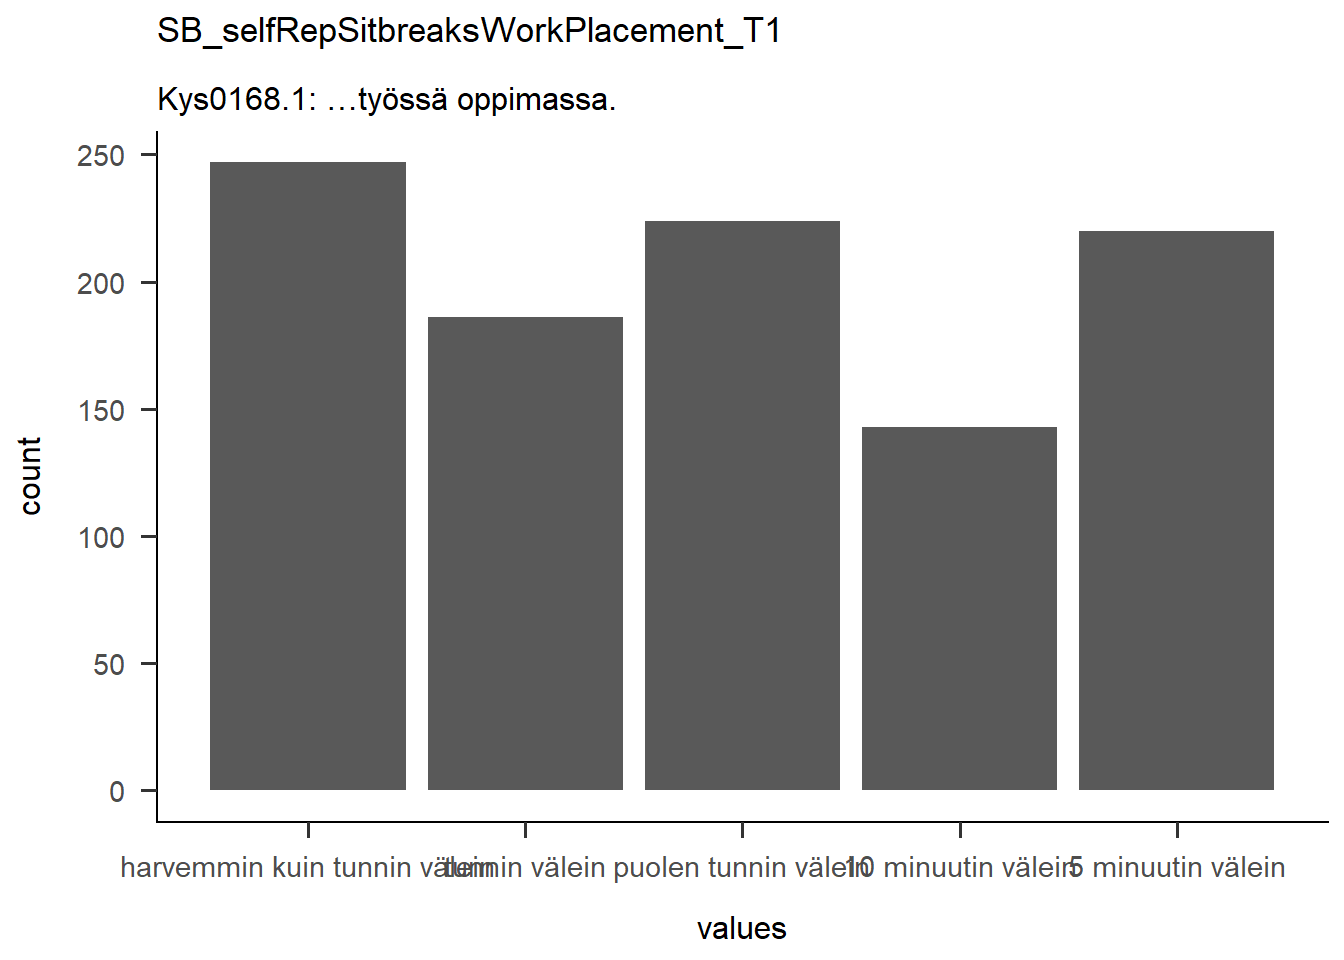 SB_selfRepSitbreaksWorkPlacement_T1
Kys0168.1: …työssä oppimassa.
250
200
150
100
50
0
count
harvemmin kuin tunnin välein tunnin välein puolen tunnin välein 10 minuutin välein 5 minuutin välein
values